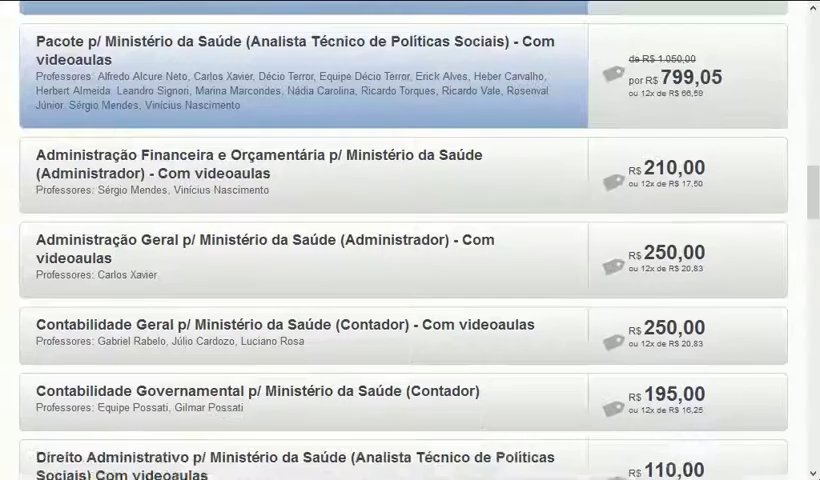 Pacote p/ Ministério da Saúde (Analista Técnico de Políticas Sociais) - Com
videoaulas
Professores: Alfredo Alcure Neto, Carlos Xavier, Décio Terror, Equipe Décio Terror, Erick Alves, Heber Carvalho,
Herbert Almeida, Leandro Signori, Marina Marcondes, Nádia Carolina, Ricardo Torques, Ricardo Vale, Rosenval
Júnior, Sérgio Mendes, Vinícius Nascimento
de R$ 1.050,00
por R$ 799,05
ou 12x de R$ 66,59
Administração Financeira e Orçamentária p/ Ministério da Saúde
(Administrador) - Com videoaulas
Professores: Sérgio Mendes, Vinícius Nascimento
R$ 210,00
ou 12x de R$ 17,50
Administração Geral p/ Ministério da Saúde (Administrador) - Com
videoaulas
Professores: Carlos Xavier
R$ 250,00
ou 12x de R$ 20,83
Contabilidade Geral p/ Ministério da Saúde (Contador) - Com videoaulas
Professores: Gabriel Rabelo, Júlio Cardozo, Luciano Rosa
R$ 250,00
ou 12x de R$ 20,83
Contabilidade Governamental p/ Ministério da Saúde (Contador)
Professores: Equipe Possati, Gilmar Possati
R$ 195,00
ou 12x de R$ 16,25
Direito Administrativo p/ Ministério da Saúde (Analista Técnico de Políticas
Sociais) Com videoaulas
R$ 110,00